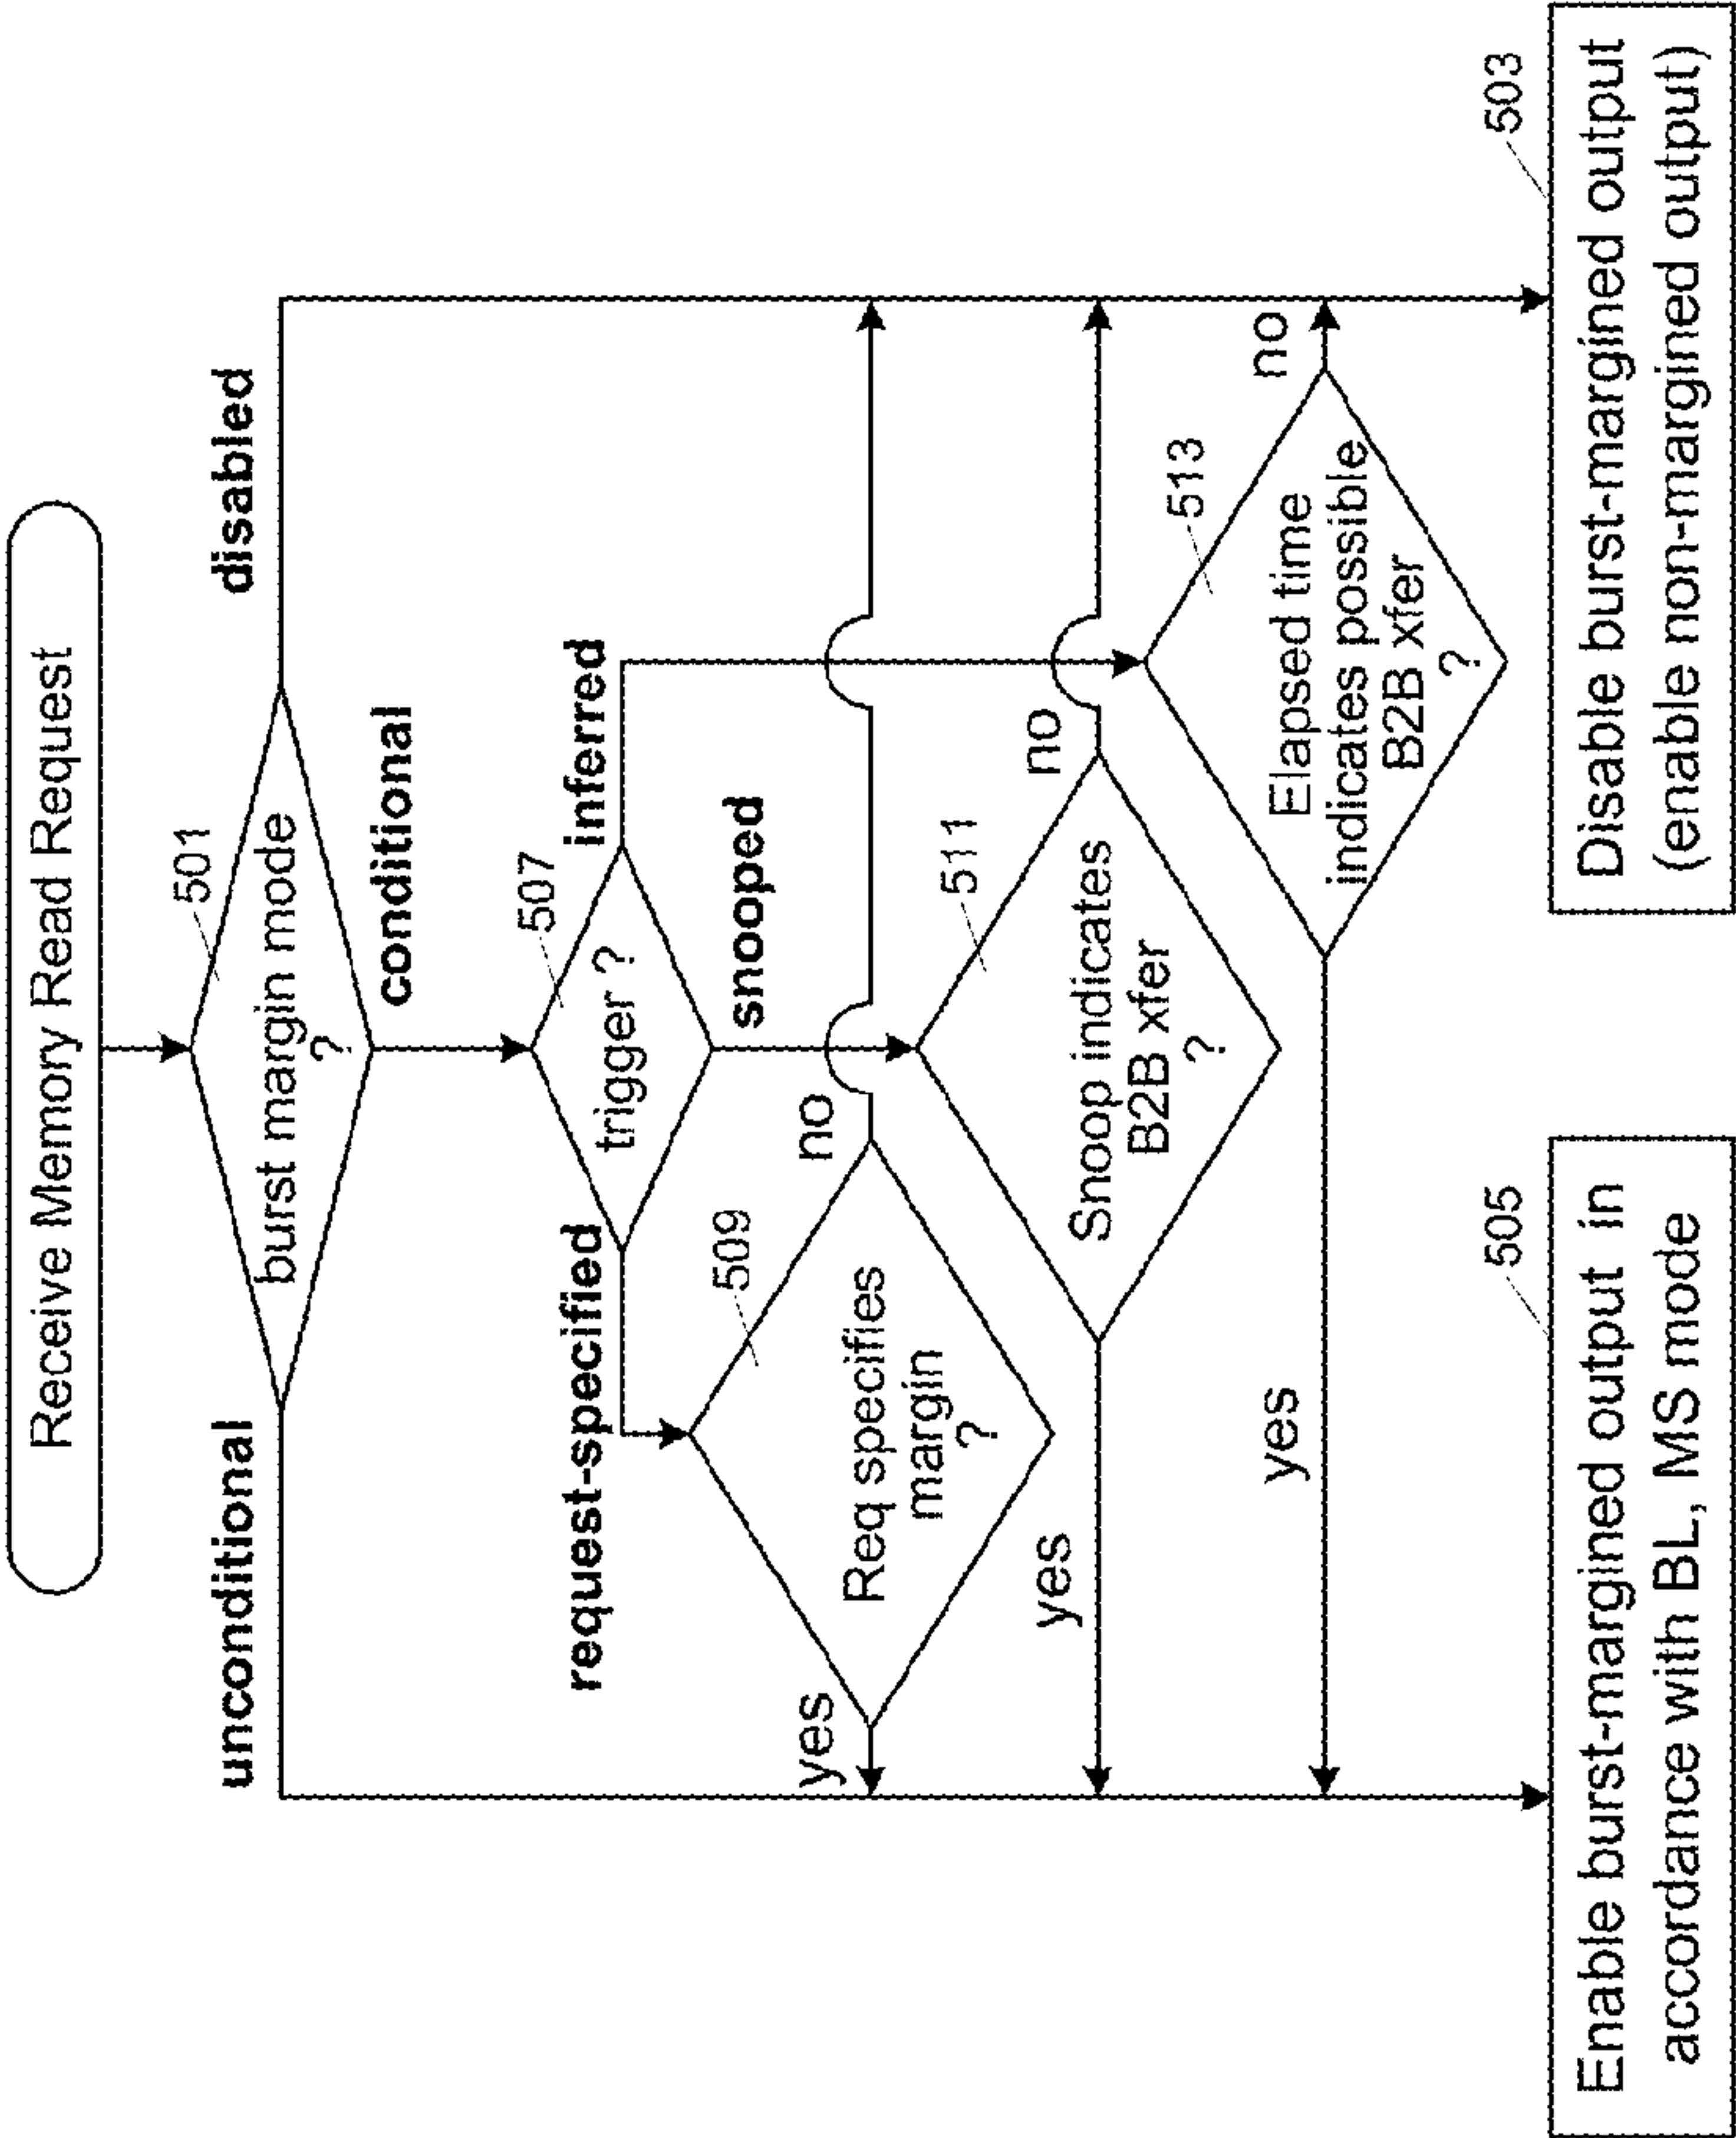 Receive Memory Read Request
501
burst margin mode
?
unconditional
disabled
conditional
507
trigger ?
request-specified
inferred
snooped
509
Req specifies
margin
?
yes
no
511
Snoop indicates
B2B xfer
?
yes
no
513
Elapsed time
indicates possible
B2B xfer
?
yes
no
505
Enable burst-margined output in
accordance with BL, MS mode
503
Disable burst-margined output
(enable non-margined output)